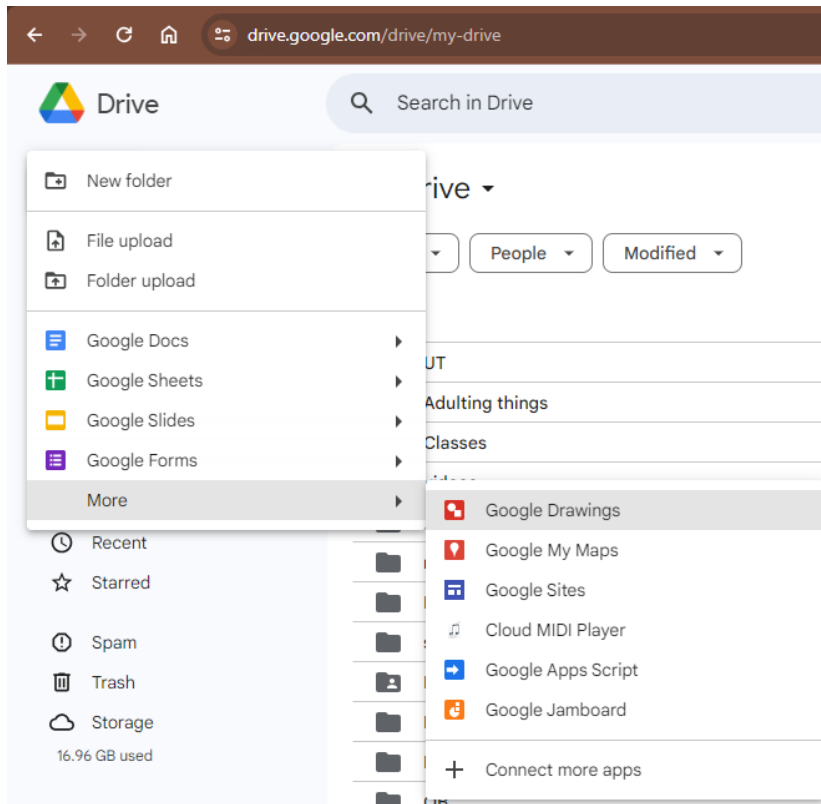 drive.google.com/drive/my-drive
Drive
Search in Drive
New folder
File upload
Folder upload
Google Docs
Google Sheets
Google Slides
Google Forms
More
Recent
Starred
Spam
Trash
Storage
16.96 GB used
People
Modified
UT
Adulting things
Classes
Google Drawings
Google My Maps
Google Sites
Cloud MIDI Player
Google Apps Script
Google Jamboard
Connect more apps